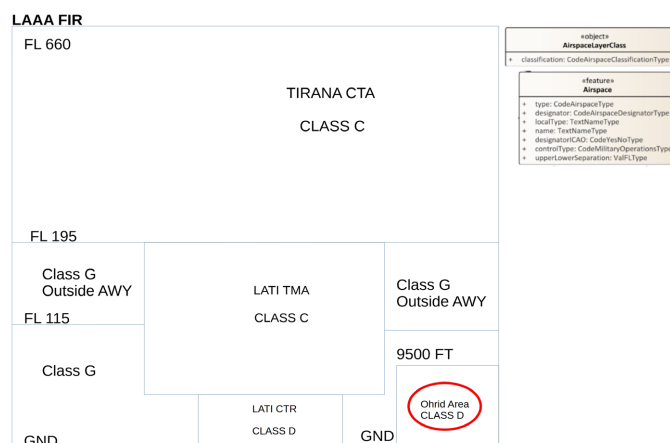 LAAA FIR
FL 660
TIRANA CTA
CLASS C
FL 195
Class G
Outside AWY
FL 115
Class G
GND
LATI TMA
CLASS C
LATI CTR
CLASS D
Class G
Outside AWY
9500 FT
Ohrid Area
CLASS D
GND
«object»
AirspaceLayerClass
+ classification: CodeAirspaceClassificationType
«feature»
Airspace
+ type: CodeAirspaceType
+ designator: CodeAirspaceDesignatorType
+ localType: TextNameType
+ name: TextNameType
+ designatorICAO: CodeYesNoType
+ controlType: CodeMilitaryOperationsType
+ upperLowerSeparation: ValFLType